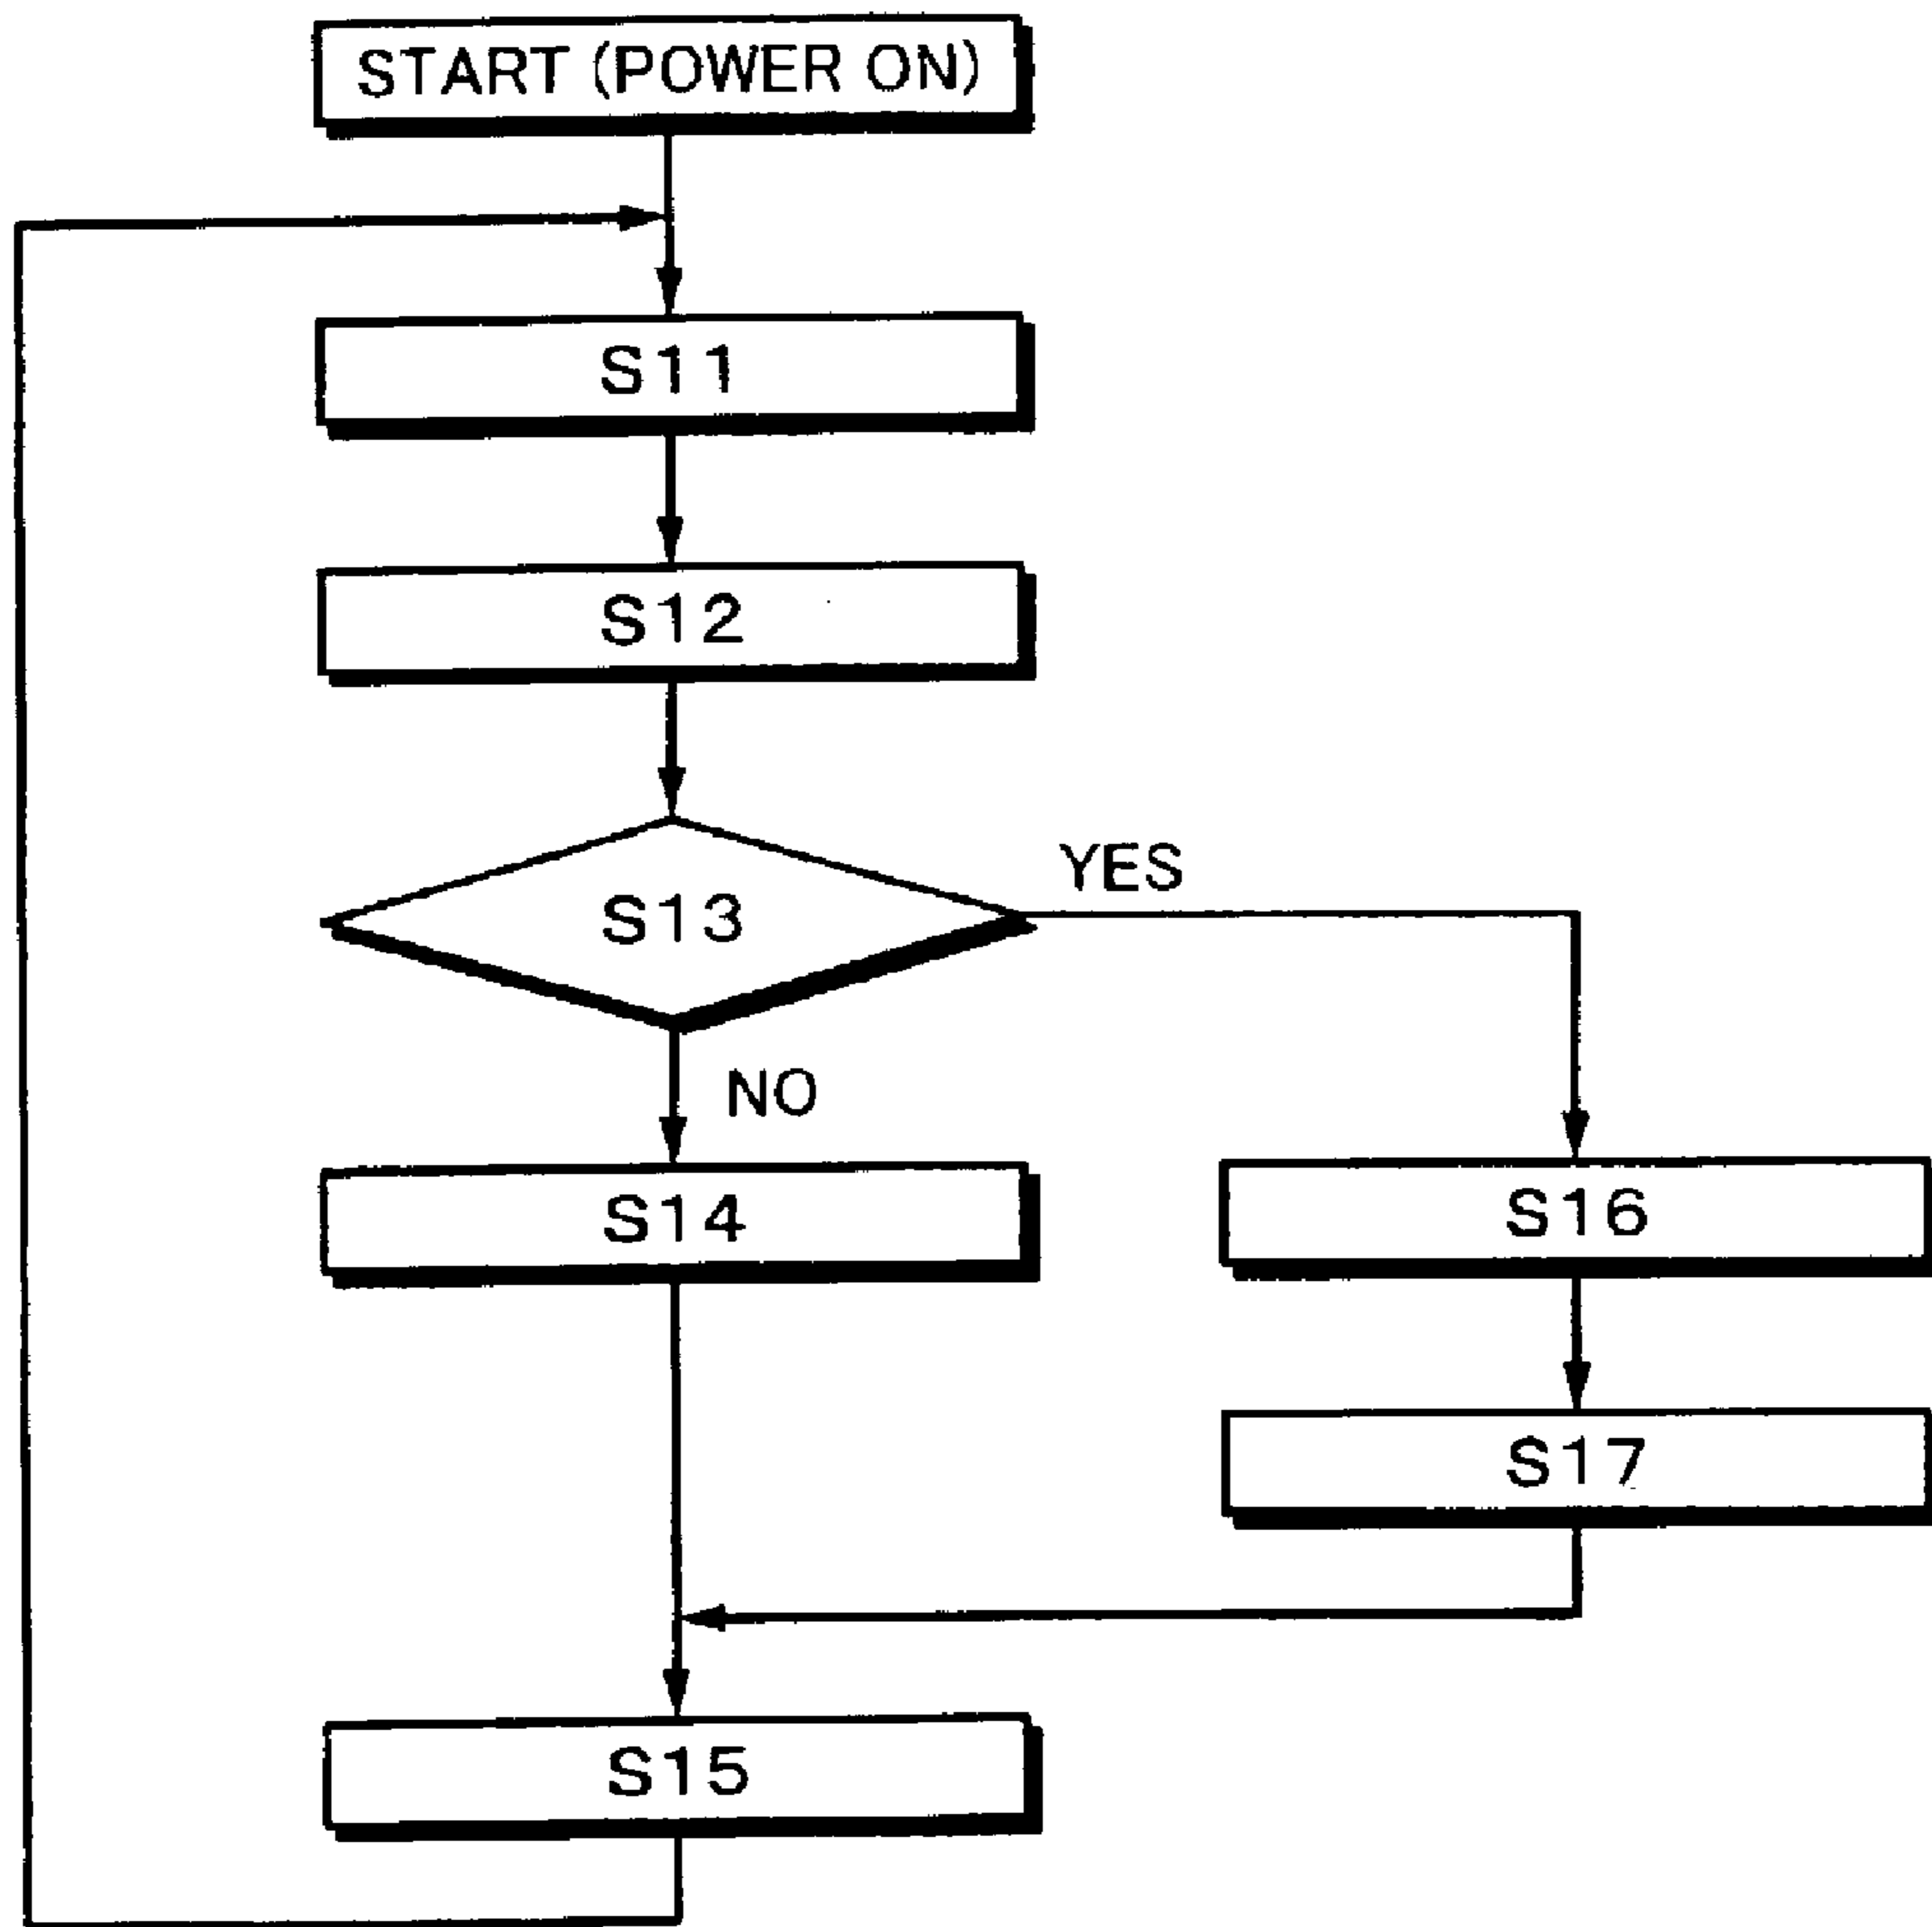 START (POWER ON)
S11
S12
S13
YES
NO
S14
S16
S17
S15